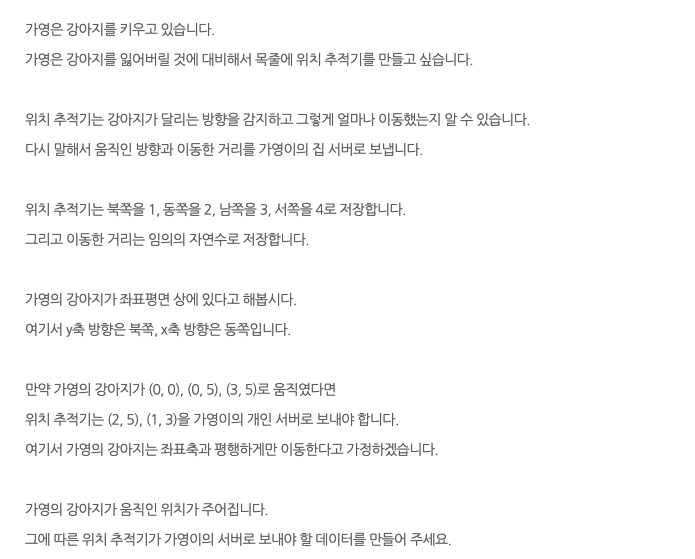 가영은 강아지를 키우고 있습니다.
가영은 강아지를 잃어버릴 것에 대비해서 목줄에 위치 추적기를 만들고 싶습니다.
위치 추적기는 강아지가 달리는 방향을 감지하고 그렇게 얼마나 이동했는지 알 수 있습니다.
다시 말해서 움직인 방향과 이동한 거리를 가영이의 집 서버로 보냅니다.
위치 추적기는 북쪽을 1, 동쪽을 2, 남쪽을 3, 서쪽을 4로 저장합니다.
그리고 이동한 거리는 임의의 자연수로 저장합니다.
가영의 강아지가 좌표평면 상에 있다고 해봅시다.
여기서 y축 방향은 북쪽, x축 방향은 동쪽입니다.
만약 가영의 강아지가 (0, 0), (0, 5), (3, 5)로 움직였다면
위치 추적기는 (2, 5), (1, 3)을 가영이의 개인 서버로 보내야 합니다.
여기서 가영의 강아지는 좌표축과 평행하게만 이동한다고 가정하겠습니다.
가영의 강아지가 움직인 위치가 주어집니다.
그에 따른 위치 추적기가 가영이의 서버로 보내야 할 데이터를 만들어 주세요.